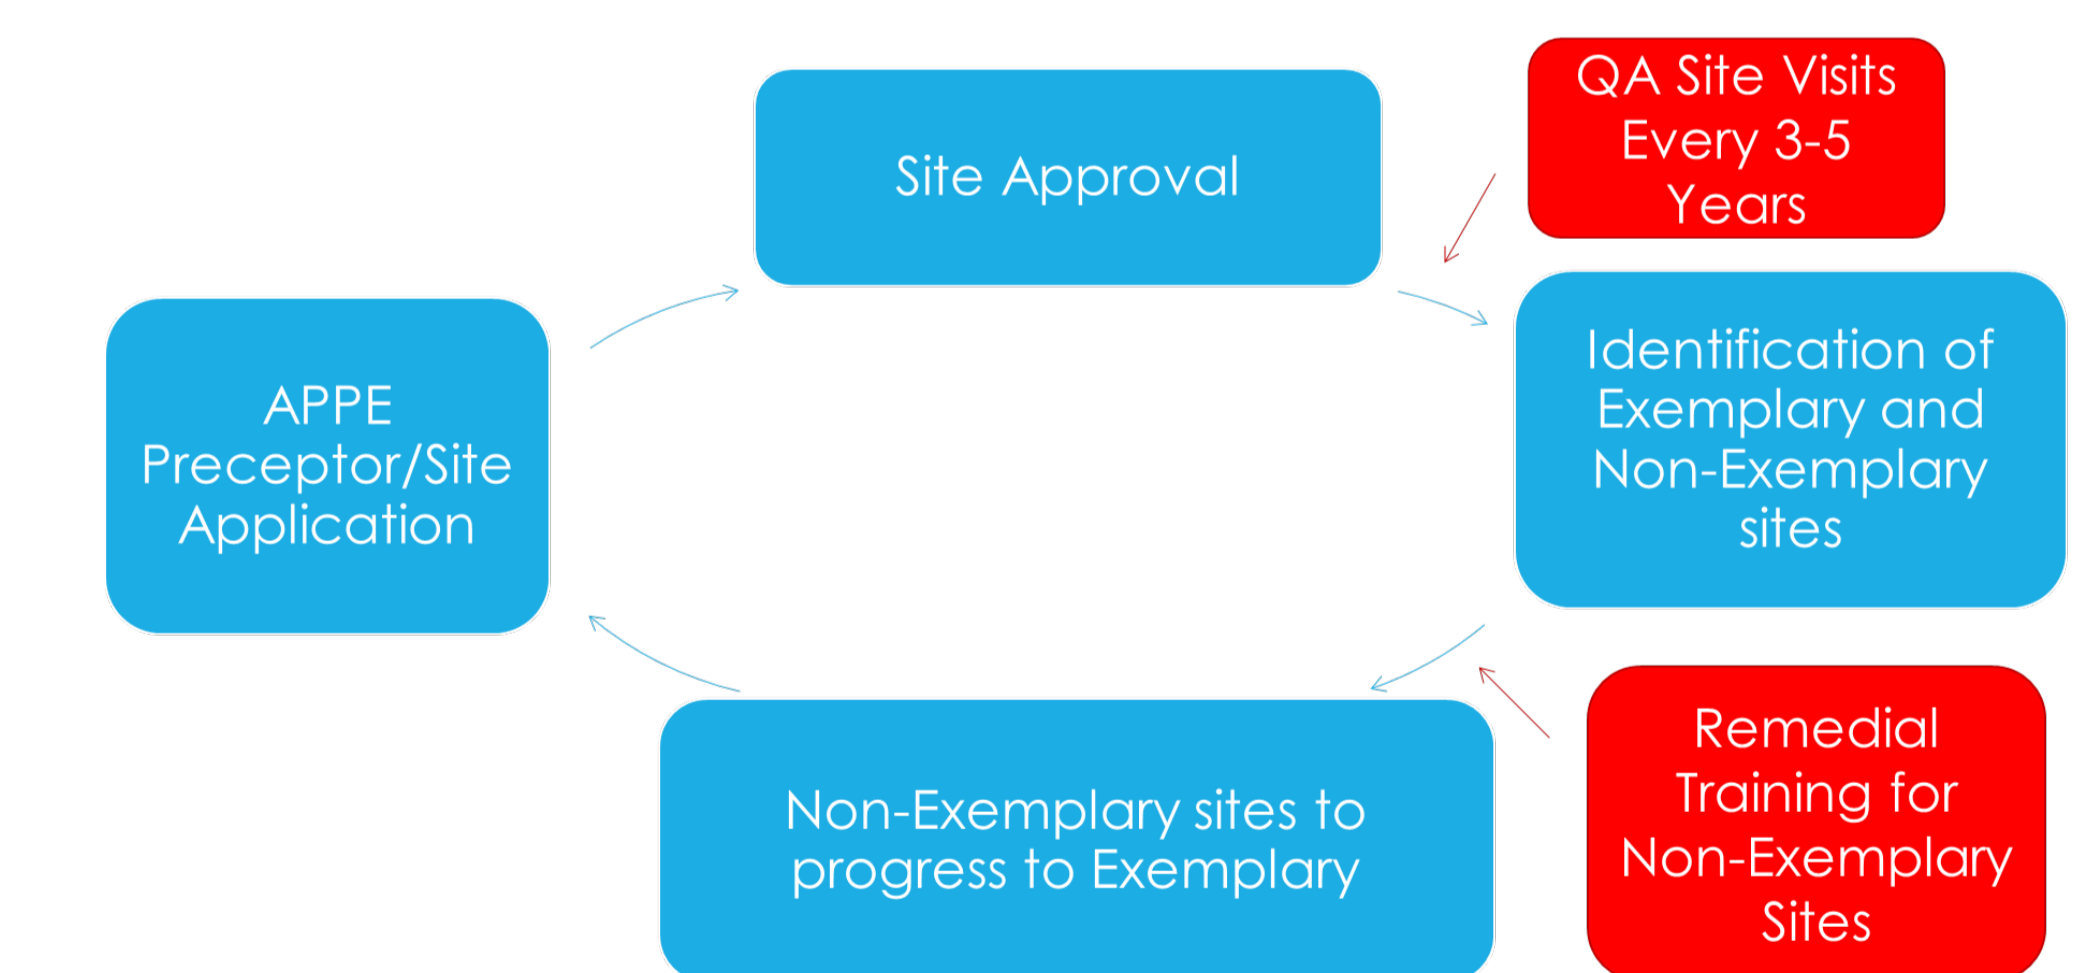 QA Site Visits
Every 3-5
Years
Site Approval
Identification of
Exemplary and
Non-Exemplary
sites
APPE
Preceptor/Site
Application
Remedial
Training for
Non-Exemplary
Sites
Non-Exemplary sites to
progress to Exemplary